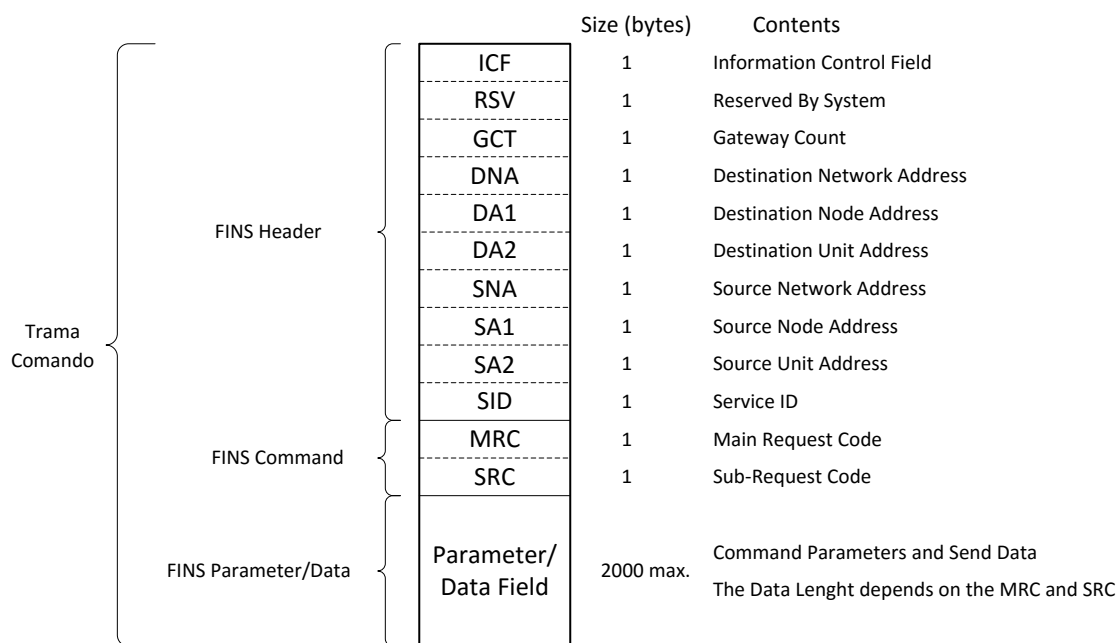 Size (bytes) Contents
ICF 1 Information Control Field
RSV 1 Reserved By System
GCT 1 Gateway Count
DNA 1 Destination Network Address
DA1 1 Destination Node Address
FINS Header
DA2 1 Destination Unit Address
SNA 1 Source Network Address
SA1 1 Source Node Address
Trama
Comando
SA2 1 Source Unit Address
SID 1 Service ID
MRC 1 Main Request Code
FINS Command
SRC 1 Sub-Request Code
FINS Parameter/Data
Parameter/
Data Field
2000 max.
Command Parameters and Send Data
The Data Lenght depends on the MRC and SRC